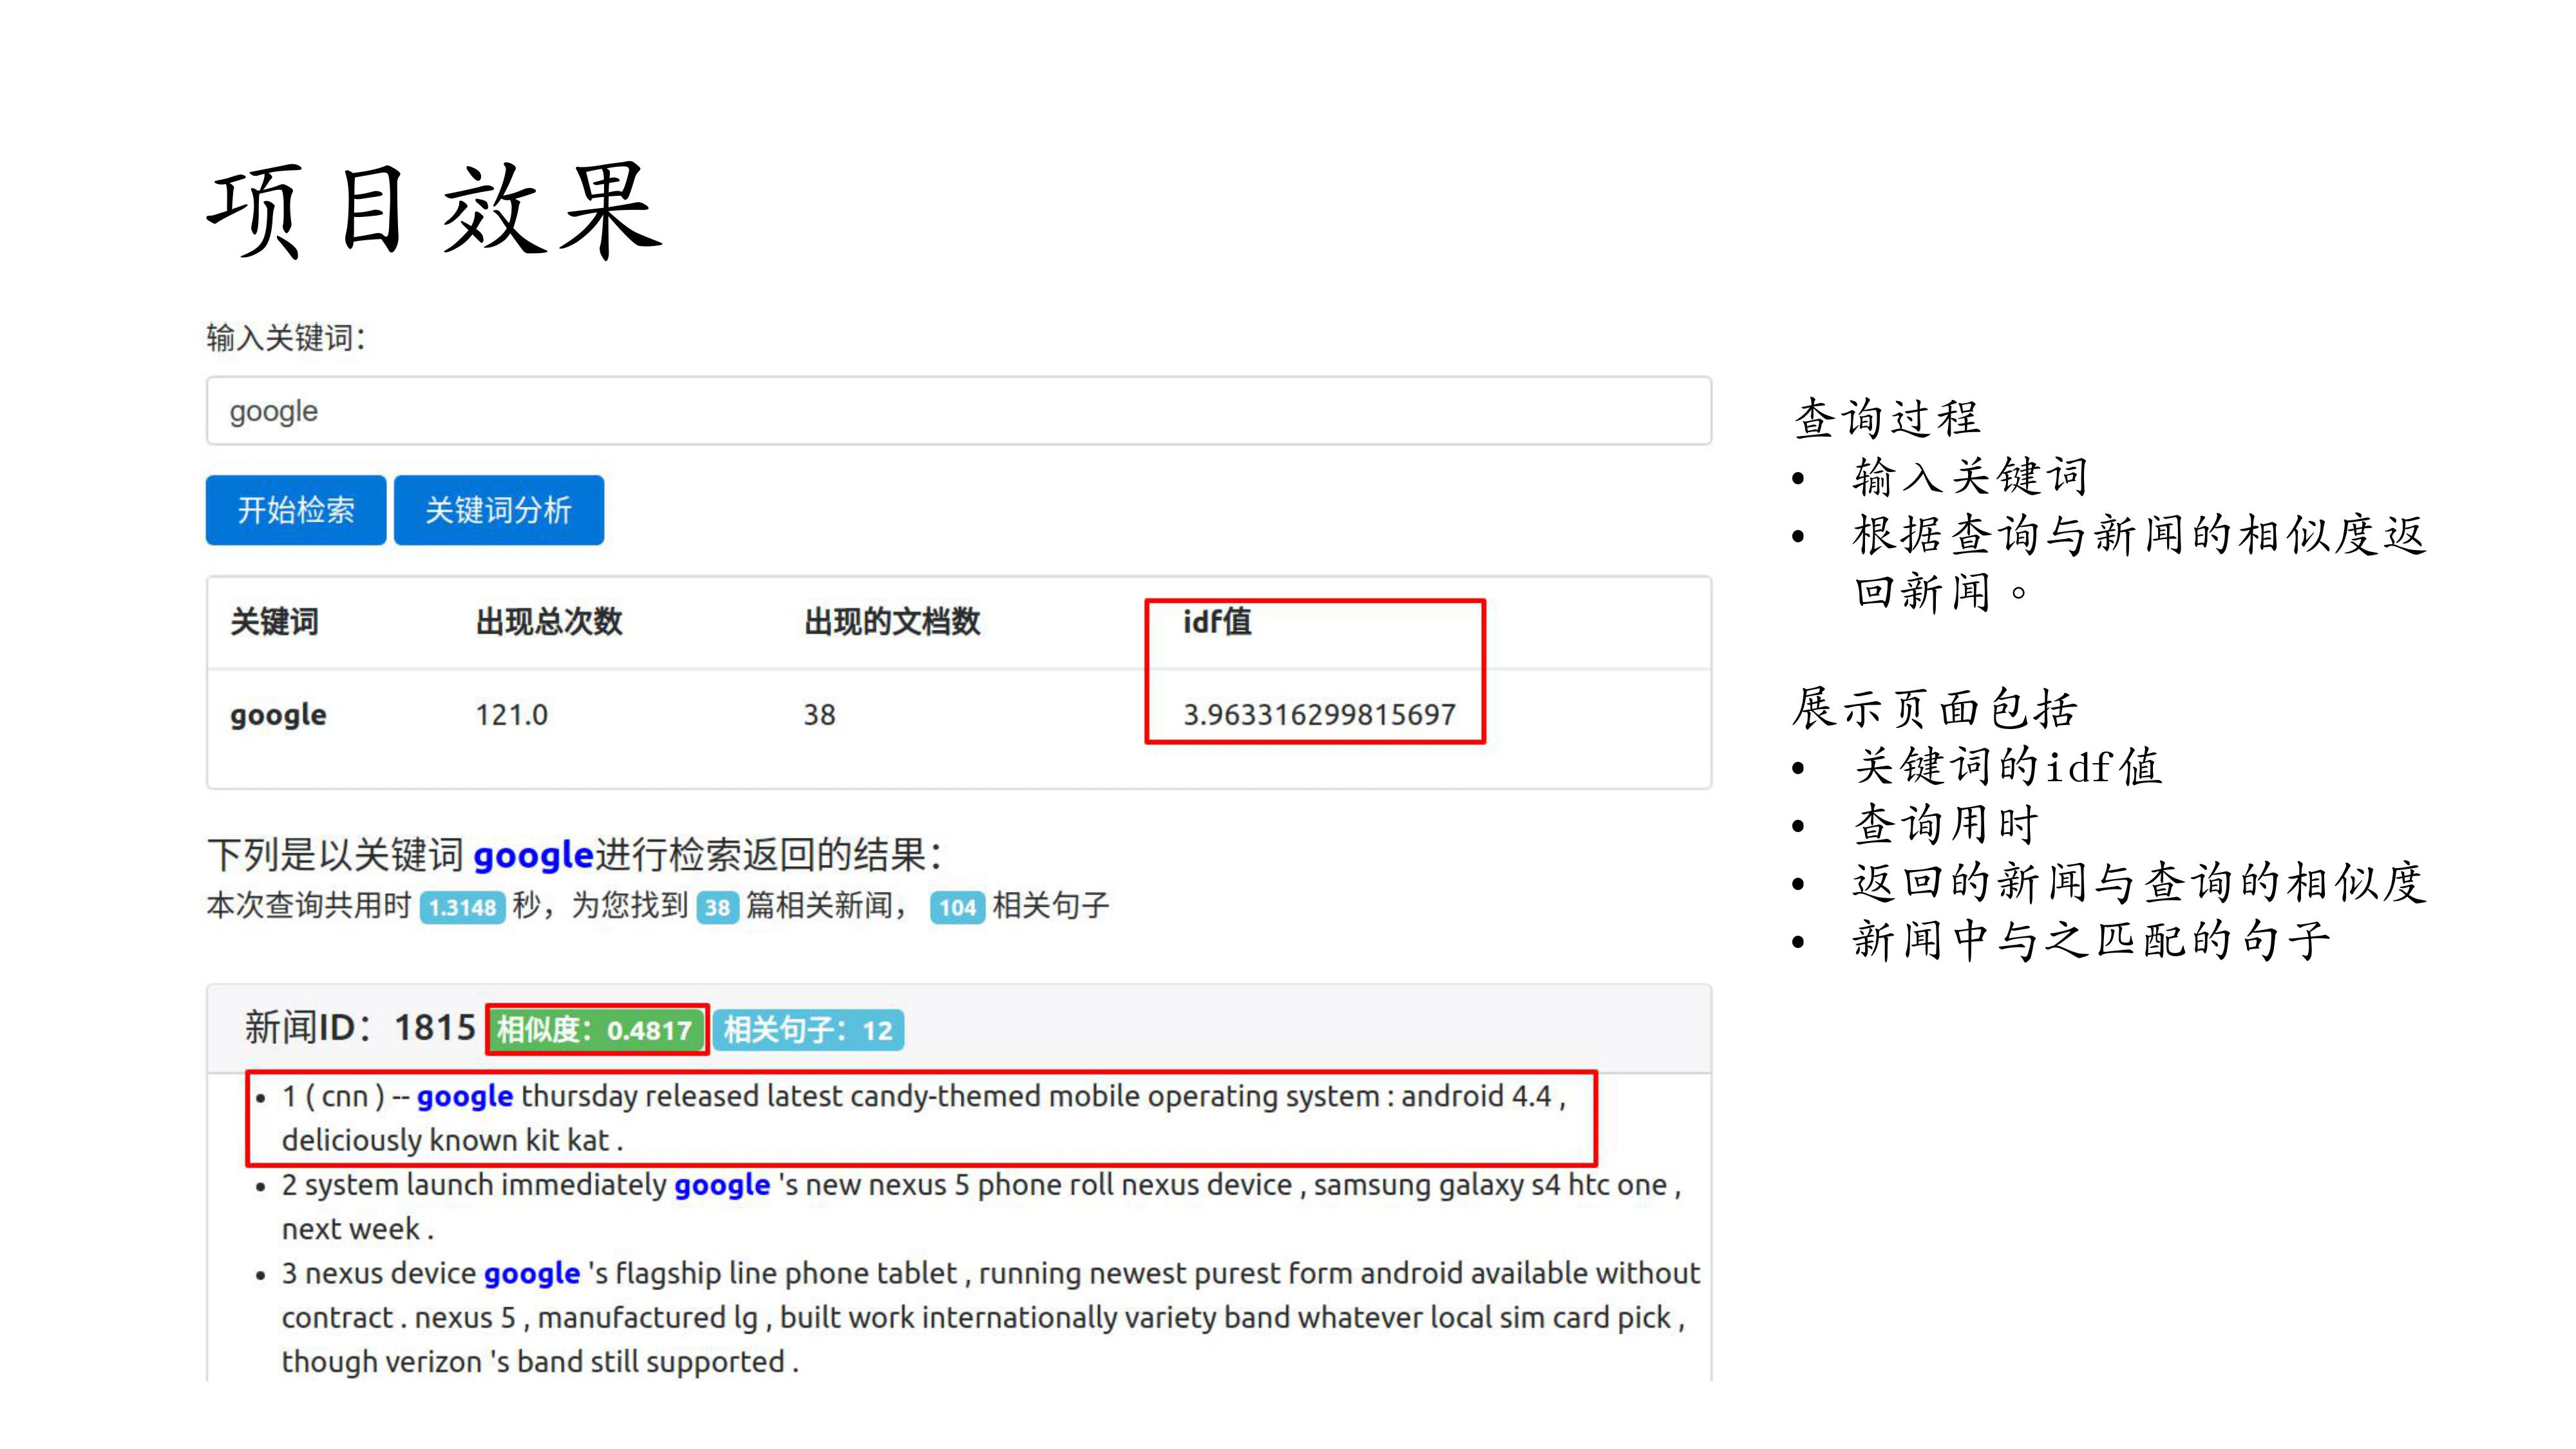 项目效果
输入关键词：
google
开始检索 关键词分析
关键词 出现总次数 出现的文档数 idf值
google 121.0 38 3.963316299815697
下列是以关键词 google进行检索返回的结果：
本次查询共用时 1.3148 秒，为您找到 38 篇相关新闻， 104 相关句子
新闻ID：1815 相似度：0.4817 相关句子：12
• 1 ( cnn ) -- google thursday released latest candy-themed mobile operating system : android 4.4 ,
deliciously known kit kat .
• 2 system launch immediately google 's new nexus 5 phone roll nexus device , samsung galaxy s4 htc one ,
next week .
• 3 nexus device google 's flagship line phone tablet , running newest purest form android available without
contract . nexus 5 , manufactured lg , built work internationally variety band whatever local sim card pick ,
though verizon 's band still supported .
查询过程
• 输入关键词
• 根据查询与新闻的相似度返
回新闻。
展示页面包括
• 关键词的idf值
• 查询用时
• 返回的新闻与查询的相似度
• 新闻中与之匹配的句子